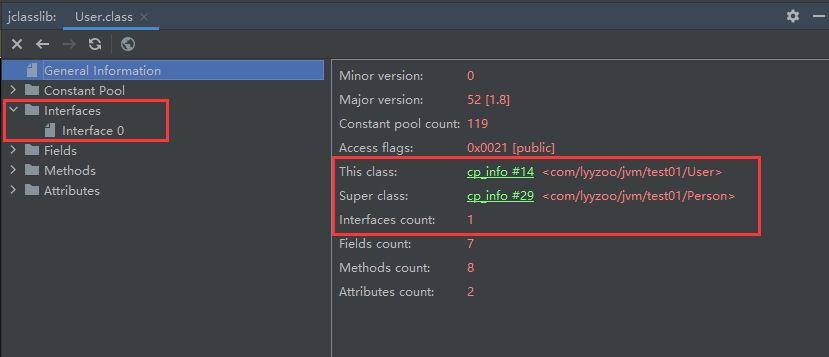 jclasslib: User.class
General Information
Constant Pool
Interfaces
Interface 0
Fields
Methods
Attributes
Minor version: 0
Major version: 52 [1.8]
Constant pool count: 119
Access flags: 0x0021 [public]
This class: cp_info #14 <com/lyyzoo/jvm/test01/User>
Super class: cp_info #29 <com/lyyzoo/jvm/test01/Person>
Interfaces count: 1
Fields count: 7
Methods count: 8
Attributes count: 2